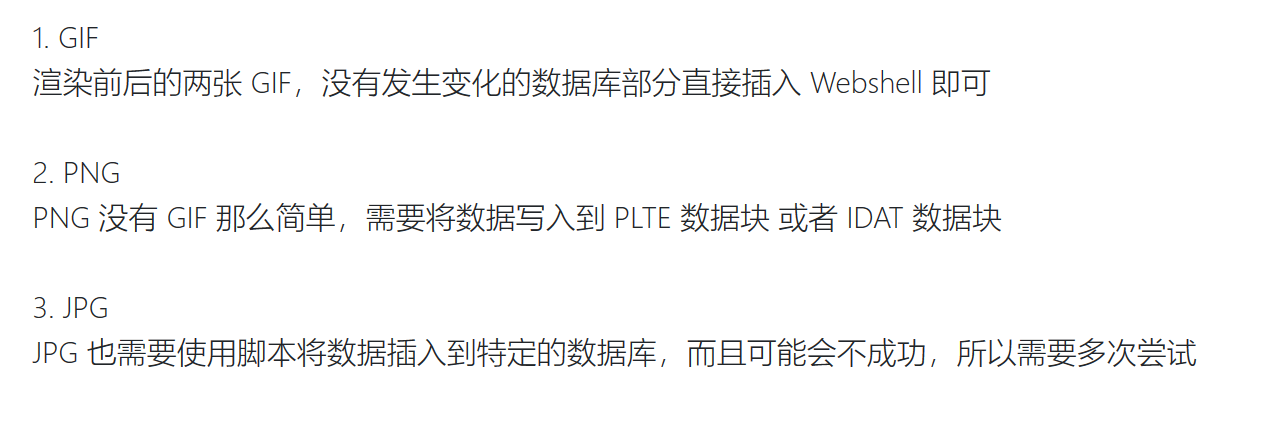 1. GIF
渲染前后的两张 GIF，没有发生变化的数据库部分直接插入 Webshell 即可
2. PNG
PNG 没有 GIF 那么简单，需要将数据写入到 PLTE 数据块 或者 IDAT 数据块
3. JPG
JPG 也需要使用脚本将数据插入到特定的数据库，而且可能会不成功，所以需要多次尝试